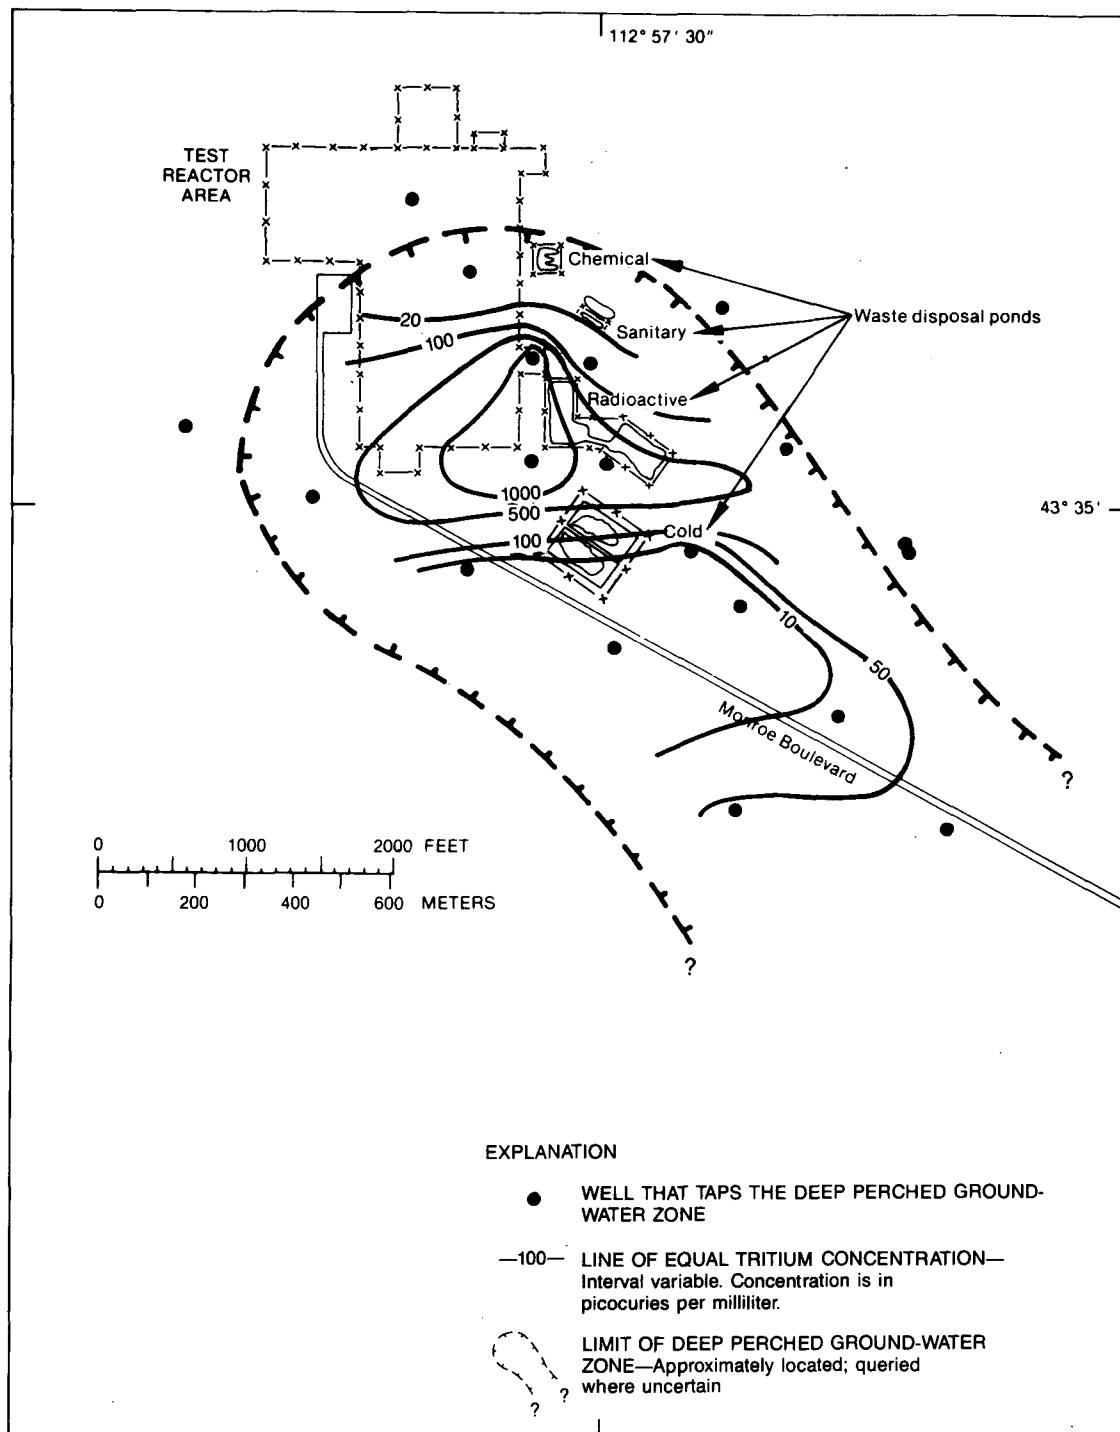 112° 57′ 30″
TEST
REACTOR
AREA
Chemical
Waste disposal ponds
20
Sanitary
100
Radioactive
1000
500
43° 35′
100
Cold
10
50
Monroe Boulevard
?
0 1000 2000 FEET
0 200 400 600 METERS
?
EXPLANATION
WELL THAT TAPS THE DEEP PERCHED GROUND-
WATER ZONE
—100— LINE OF EQUAL TRITIUM CONCENTRATION—
Interval variable. Concentration is in
picocuries per milliliter.
LIMIT OF DEEP PERCHED GROUND-WATER
ZONE—Approximately located; queried
where uncertain
? ?